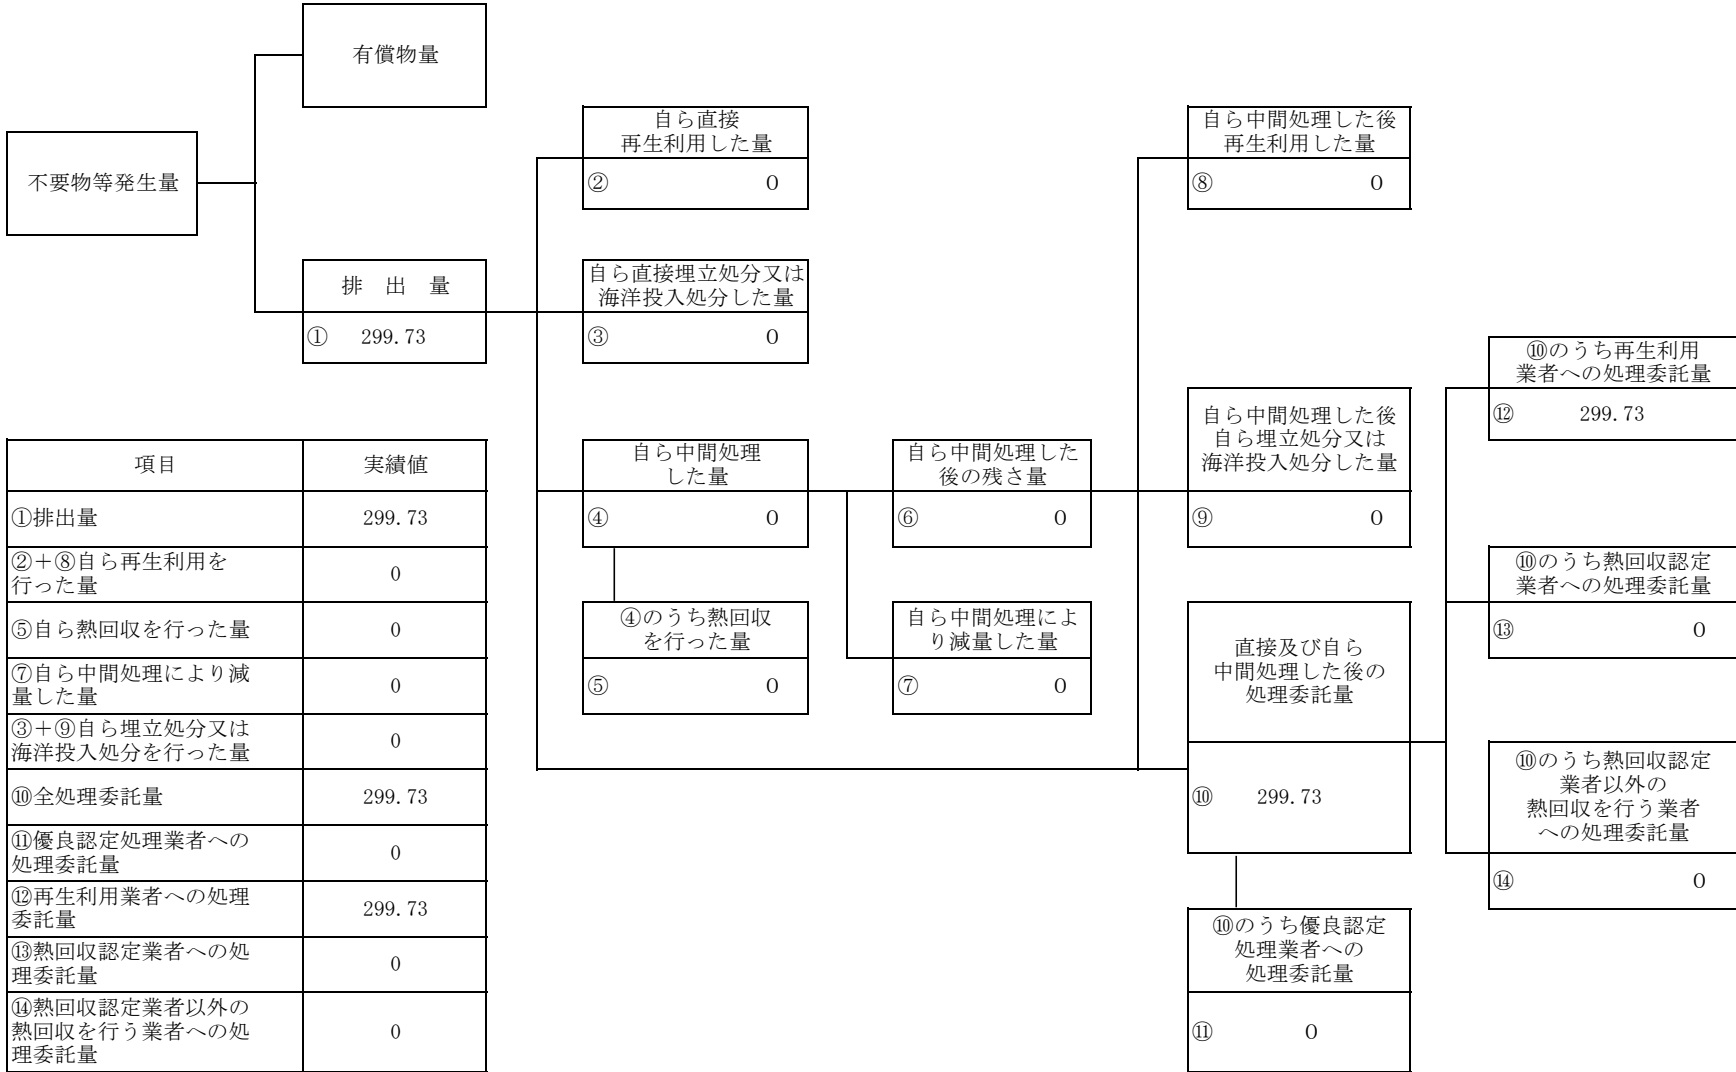 有償物量
不要物等発生量
排 出 量
① 299.73
自ら直接
再生利用した量
② 0
自ら直接埋立処分又は
海洋投入処分した量
③ 0
自ら中間処理
した量
④ 0
④のうち熱回収
を行った量
⑤ 0
自ら中間処理した
後の残さ量
⑥ 0
自ら中間処理によ
り減量した量
⑦ 0
自ら中間処理した後
再生利用した量
⑧ 0
自ら中間処理した後
自ら埋立処分又は
海洋投入処分した量
⑨ 0
直接及び自ら
中間処理した後の
処理委託量
⑩ 299.73
⑩のうち優良認定
処理業者への
処理委託量
⑪ 0
⑩のうち再生利用
業者への処理委託量
⑫ 299.73
⑩のうち熱回収認定
業者への処理委託量
⑬ 0
⑩のうち熱回収認定
業者以外の
熱回収を行う業者
への処理委託量
⑭ 0
項目 実績値
①排出量 299.73
②+⑧自ら再生利用を
行った量 0
⑤自ら熱回収を行った量 0
⑦自ら中間処理により減
量した量 0
③+⑨自ら埋立処分又は
海洋投入処分を行った量 0
⑩全処理委託量 299.73
⑪優良認定処理業者への
処理委託量 0
⑫再生利用業者への処理
委託量 299.73
⑬熱回収認定業者への処
理委託量 0
⑭熱回収認定業者以外の
熱回収を行う業者への処
理委託量 0